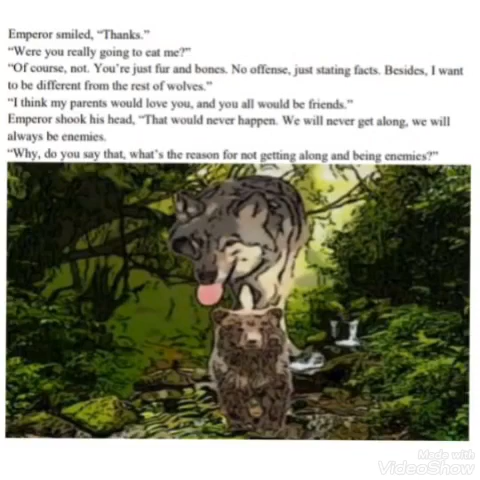 Emperor smiled, “Thanks.”
“Were you really going to eat me?”
“Of course, not. You’re just fur and bones. No offense, just stating facts. Besides, I want
to be different from the rest of wolves.”
“I think my parents would love you, and you all would be friends.”
Emperor shook his head, “That would never happen. We will never get along, we will
always be enemies.
“Why, do you say that, what’s the reason for not getting along and being enemies?”
Made with
VideoShow